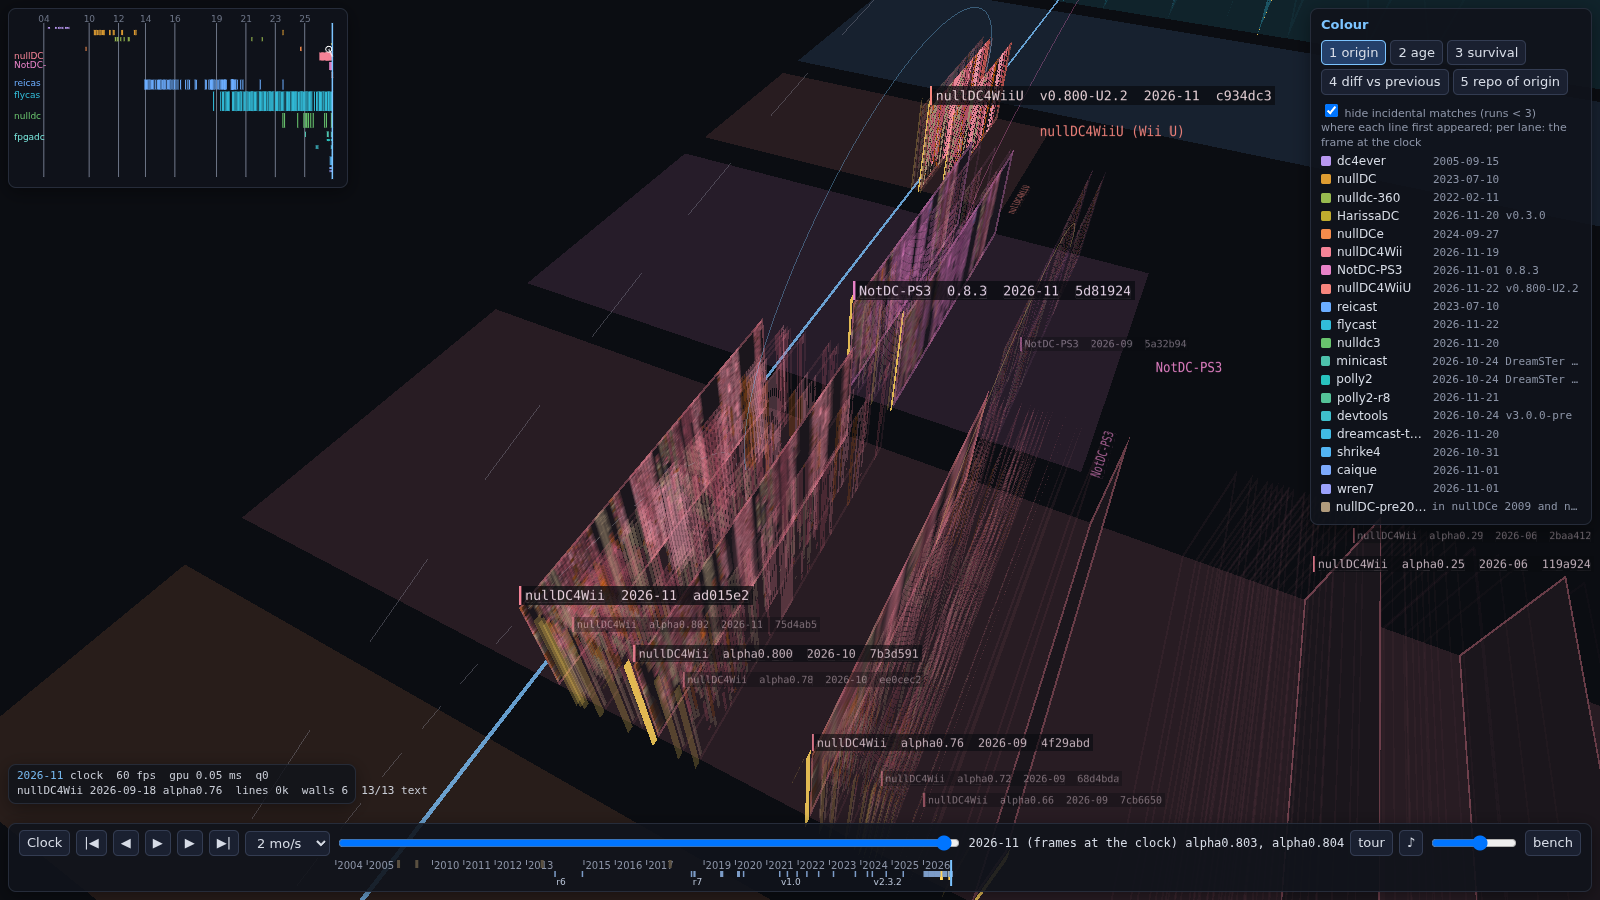 04 10 12 14 16 19 21 23 25
nullDC
NotDC-
reicas
flycas
nulldc
fpgadc
nullDC4WiiU v0.800-U2.2 2026-11 c934dc3
nullDC4WiiU (Wii U)
nullDC4WiiU
NotDC-PS3 0.8.3 2026-11 5d81924
NotDC-PS3 2026-09 5a32b94
NotDC-PS3
NotDC-PS3
nullDC4Wii alpha0.29 2026-06 2baa412
nullDC4Wii alpha0.25 2026-06 119a924
nullDC4Wii 2026-11 ad015e2
nullDC4Wii alpha0.802 2026-11 75d4ab5
nullDC4Wii alpha0.800 2026-10 7b3d591
nullDC4Wii alpha0.78 2026-10 ee0cec2
nullDC4Wii alpha0.76 2026-09 4f29abd
nullDC4Wii alpha0.72 2026-09 68d4bda
nullDC4Wii alpha0.66 2026-09 7cb6650
Colour
1 origin 2 age 3 survival
4 diff vs previous 5 repo of origin
hide incidental matches (runs < 3)
where each line first appeared; per lane: the
frame at the clock
dc4ever 2005-09-15
nullDC 2023-07-10
nulldc-360 2022-02-11
HarissaDC 2026-11-20 v0.3.0
nullDCe 2024-09-27
nullDC4Wii 2026-11-19
NotDC-PS3 2026-11-01 0.8.3
nullDC4WiiU 2026-11-22 v0.800-U2.2
reicast 2023-07-10
flycast 2026-11-22
nulldc3 2026-11-20
minicast 2026-10-24 DreamSTer …
polly2 2026-10-24 DreamSTer …
polly2-r8 2026-11-21
devtools 2026-10-24 v3.0.0-pre
dreamcast-t… 2026-11-20
shrike4 2026-10-31
caique 2026-11-01
wren7 2026-11-01
nullDC-pre20… in nullDCe 2009 and n…
2026-11 clock 60 fps gpu 0.05 ms q0
nullDC4Wii 2026-09-18 alpha0.76 lines 0k walls 6 13/13 text
Clock |◀ ◀ ▶ ▶ ▶| 2 mo/s 2026-11 (frames at the clock) alpha0.803, alpha0.804 tour ♪ bench
2004 2005 2010 2011 2012 2013 2015 2016 2017 2019 2020 2021 2022 2023 2024 2025 2026
r6 r7 v1.0 v2.3.2